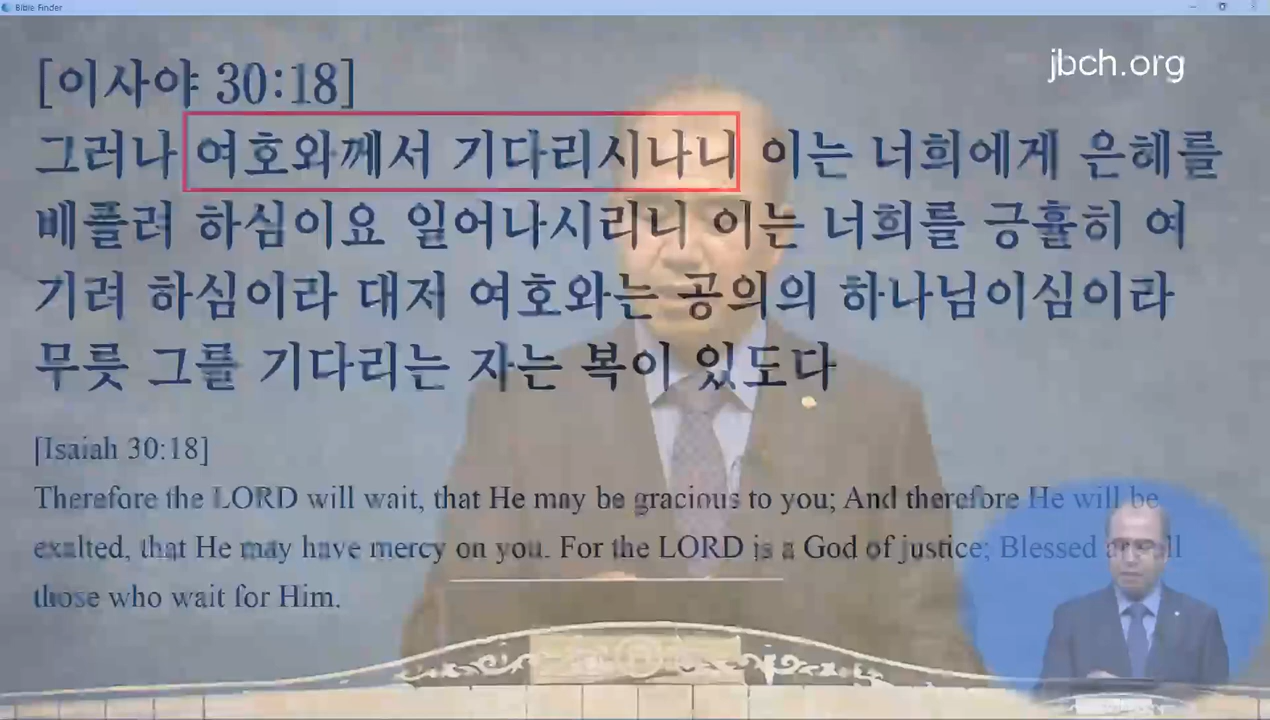 Bible Finder
jbch.org
[이사야 30:18]
그러나 여호와께서 기다리시나니 이는 너희에게 은혜를
베풀려 하심이요 일어나시리니 이는 너희를 긍휼히 여
기려 하심이라 대저 여호와는 공의의 하나님이심이라
무릇 그를 기다리는 자는 복이 있도다
[Isaiah 30:18]
Therefore the LORD will wait, that He may be gracious to you; And therefore He will be
exalted, that He may have mercy on you. For the LORD is a God of justice; Blessed are all
those who wait for Him.